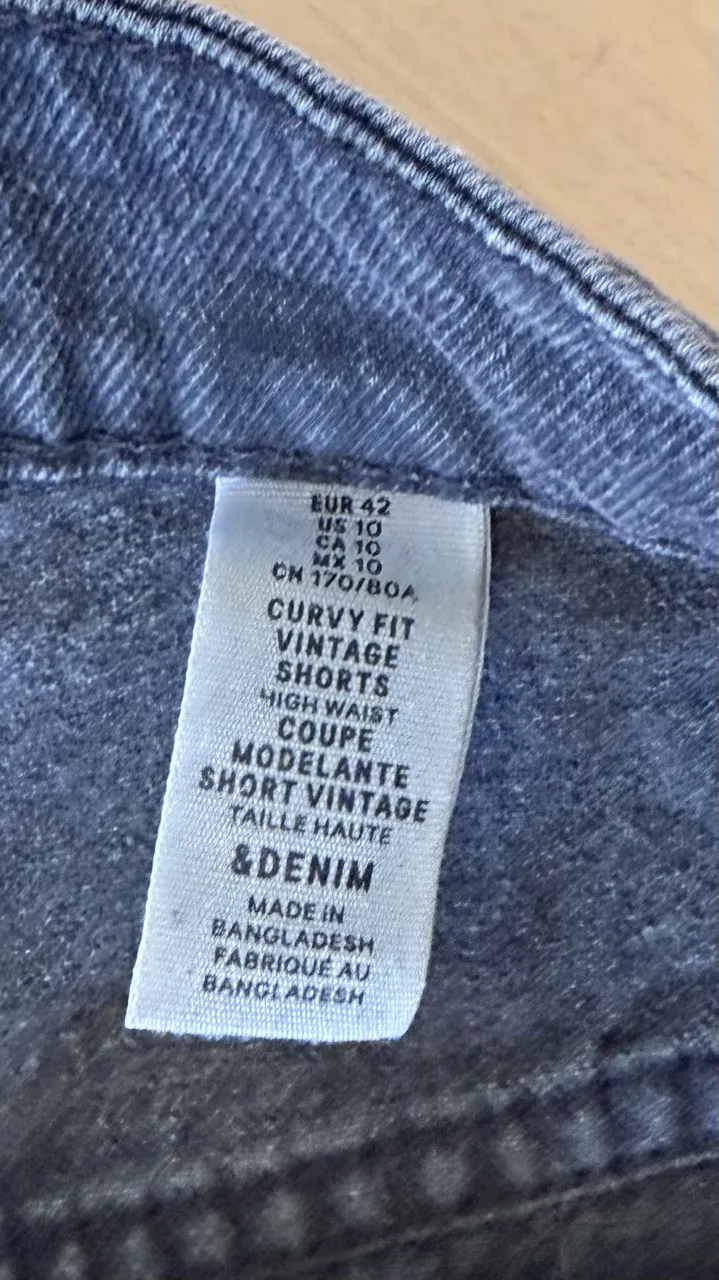 EUR 42
US 10
CA 10
MX 10
CN 170/80A
CURVY FIT
VINTAGE
SHORTS
HIGH WAIST
COUPE
MODELANTE
SHORT VINTAGE
TAILLE HAUTE
&DENIM
MADE IN
BANGLADESH
FABRIQUÉ AU
BANGLADESH